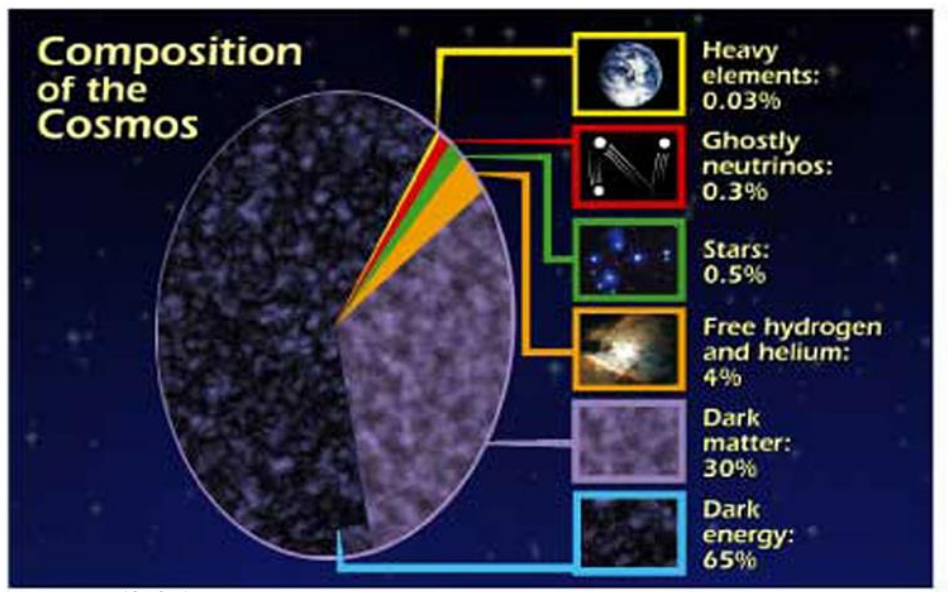 Composition
of the
Cosmos
Heavy
elements:
0.03%
Ghostly
neutrinos:
0.3%
Stars:
0.5%
Free hydrogen
and helium:
4%
Dark
matter:
30%
Dark
energy:
65%